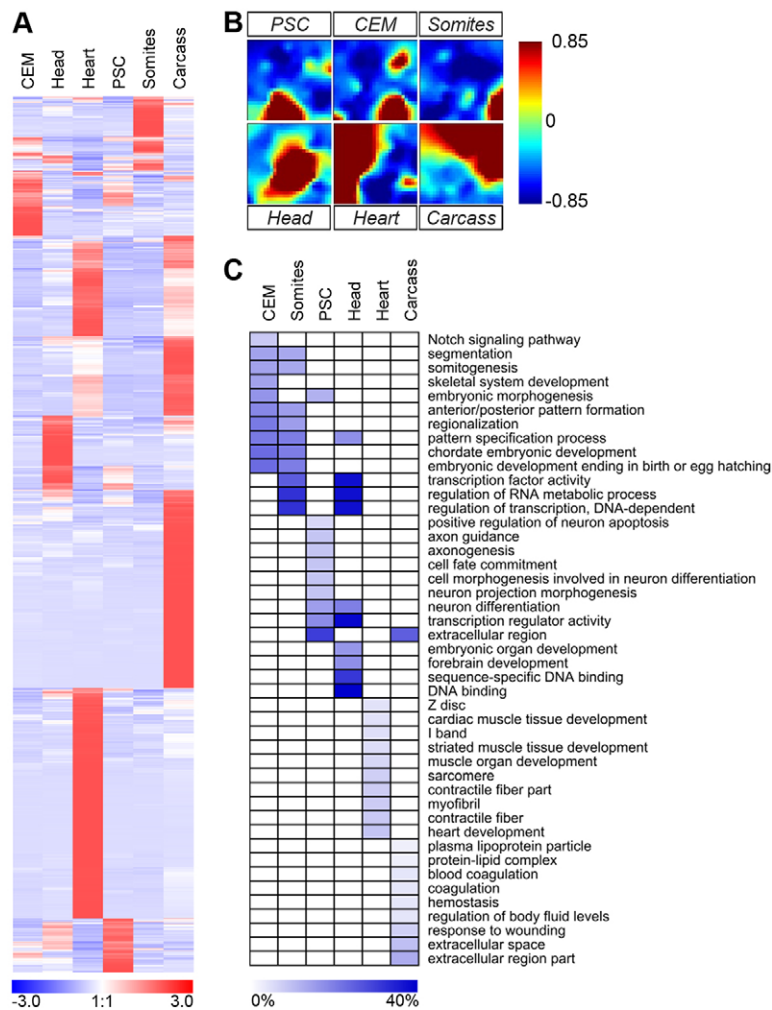 A
CEM Head Heart PSC Somites Carcass
-3.0 1:1 3.0
B
PSC CEM Somites
Head Heart Carcass
0.85
0
-0.85
C
CEM Somites PSC Head Heart Carcass
Notch signaling pathway
segmentation
somitogenesis
skeletal system development
embryonic morphogenesis
anterior/posterior pattern formation
regionalization
pattern specification process
chordate embryonic development
embryonic development ending in birth or egg hatching
transcription factor activity
regulation of RNA metabolic process
regulation of transcription, DNA-dependent
positive regulation of neuron apoptosis
axon guidance
axonogenesis
cell fate commitment
cell morphogenesis involved in neuron differentiation
neuron projection morphogenesis
neuron differentiation
transcription regulator activity
extracellular region
embryonic organ development
forebrain development
sequence-specific DNA binding
DNA binding
Z disc
cardiac muscle tissue development
I band
striated muscle tissue development
muscle organ development
sarcomere
contractile fiber part
myofibril
contractile fiber
heart development
plasma lipoprotein particle
protein-lipid complex
blood coagulation
coagulation
hemostasis
regulation of body fluid levels
response to wounding
extracellular space
extracellular region part
0% 40%